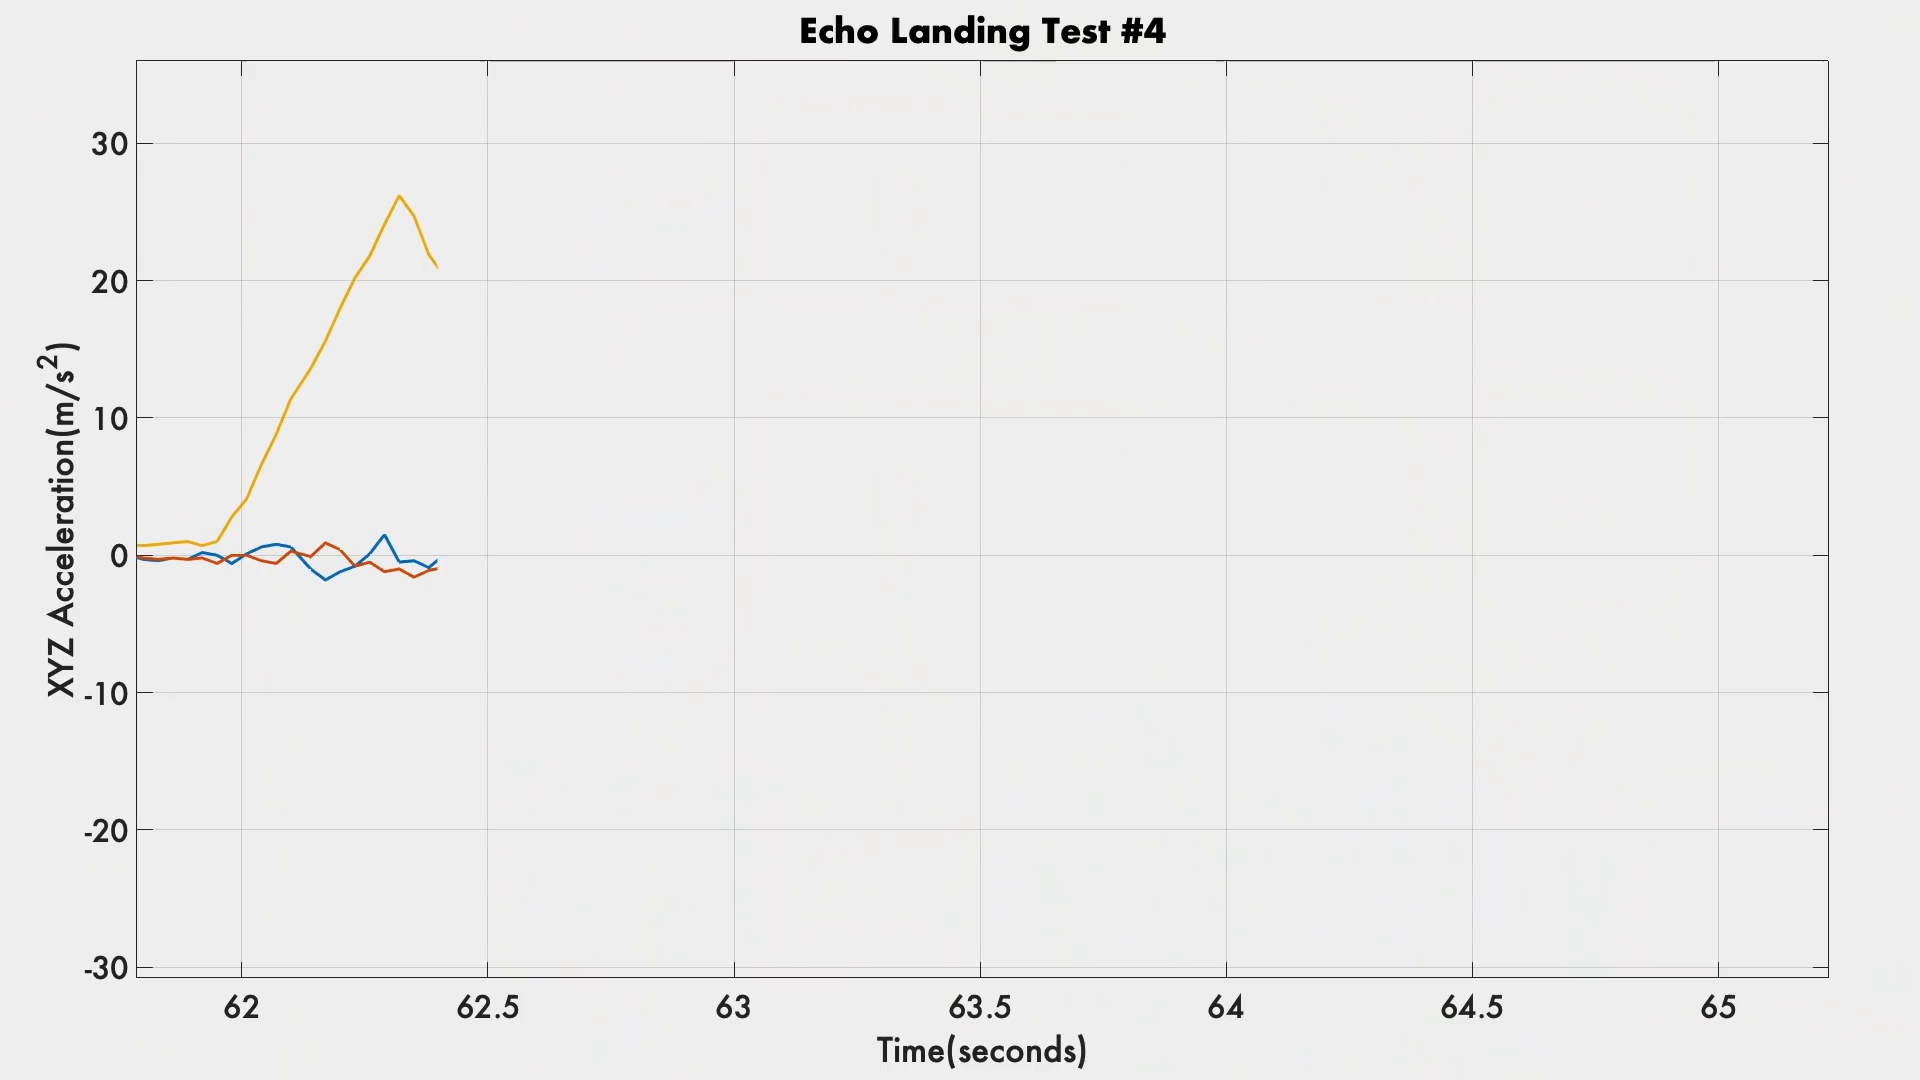 Echo Landing Test #4
XYZ Acceleration(m/s²)
30
20
10
0
-10
-20
-30
62 62.5 63 63.5 64 64.5 65
Time(seconds)